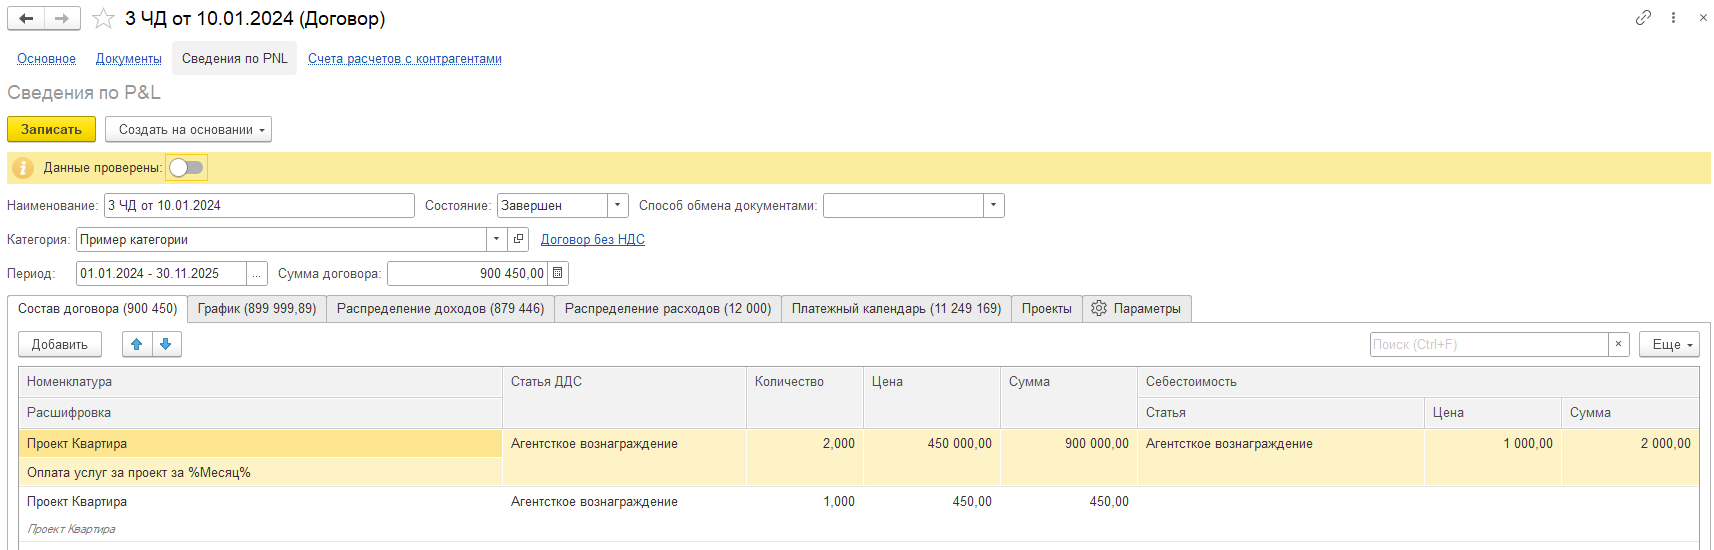 3 ЧД от 10.01.2024 (Договор)
Основное Документы Сведения по PNL Счета расчетов с контрагентами
Сведения по P&L
Записать Создать на основании
Данные проверены:
Наименование: 3 ЧД от 10.01.2024 Состояние: Завершен Способ обмена документами:
Категория: Пример категории Договор без НДС
Период: 01.01.2024 - 30.11.2025 ... Сумма договора: 900 450,00
Состав договора (900 450) График (899 999,89) Распределение доходов (879 446) Распределение расходов (12 000) Платежный календарь (11 249 169) Проекты Параметры
Добавить Поиск (Ctrl+F) × Еще
Номенклатура Статья ДДС Количество Цена Сумма Себестоимость
Расшифровка Статья Цена Сумма
Проект Квартира Агентсткое вознаграждение 2,000 450 000,00 900 000,00 Агентсткое вознаграждение 1 000,00 2 000,00
Оплата услуг за проект за %Месяц%
Проект Квартира Агентсткое вознаграждение 1,000 450,00 450,00
Проект Квартира